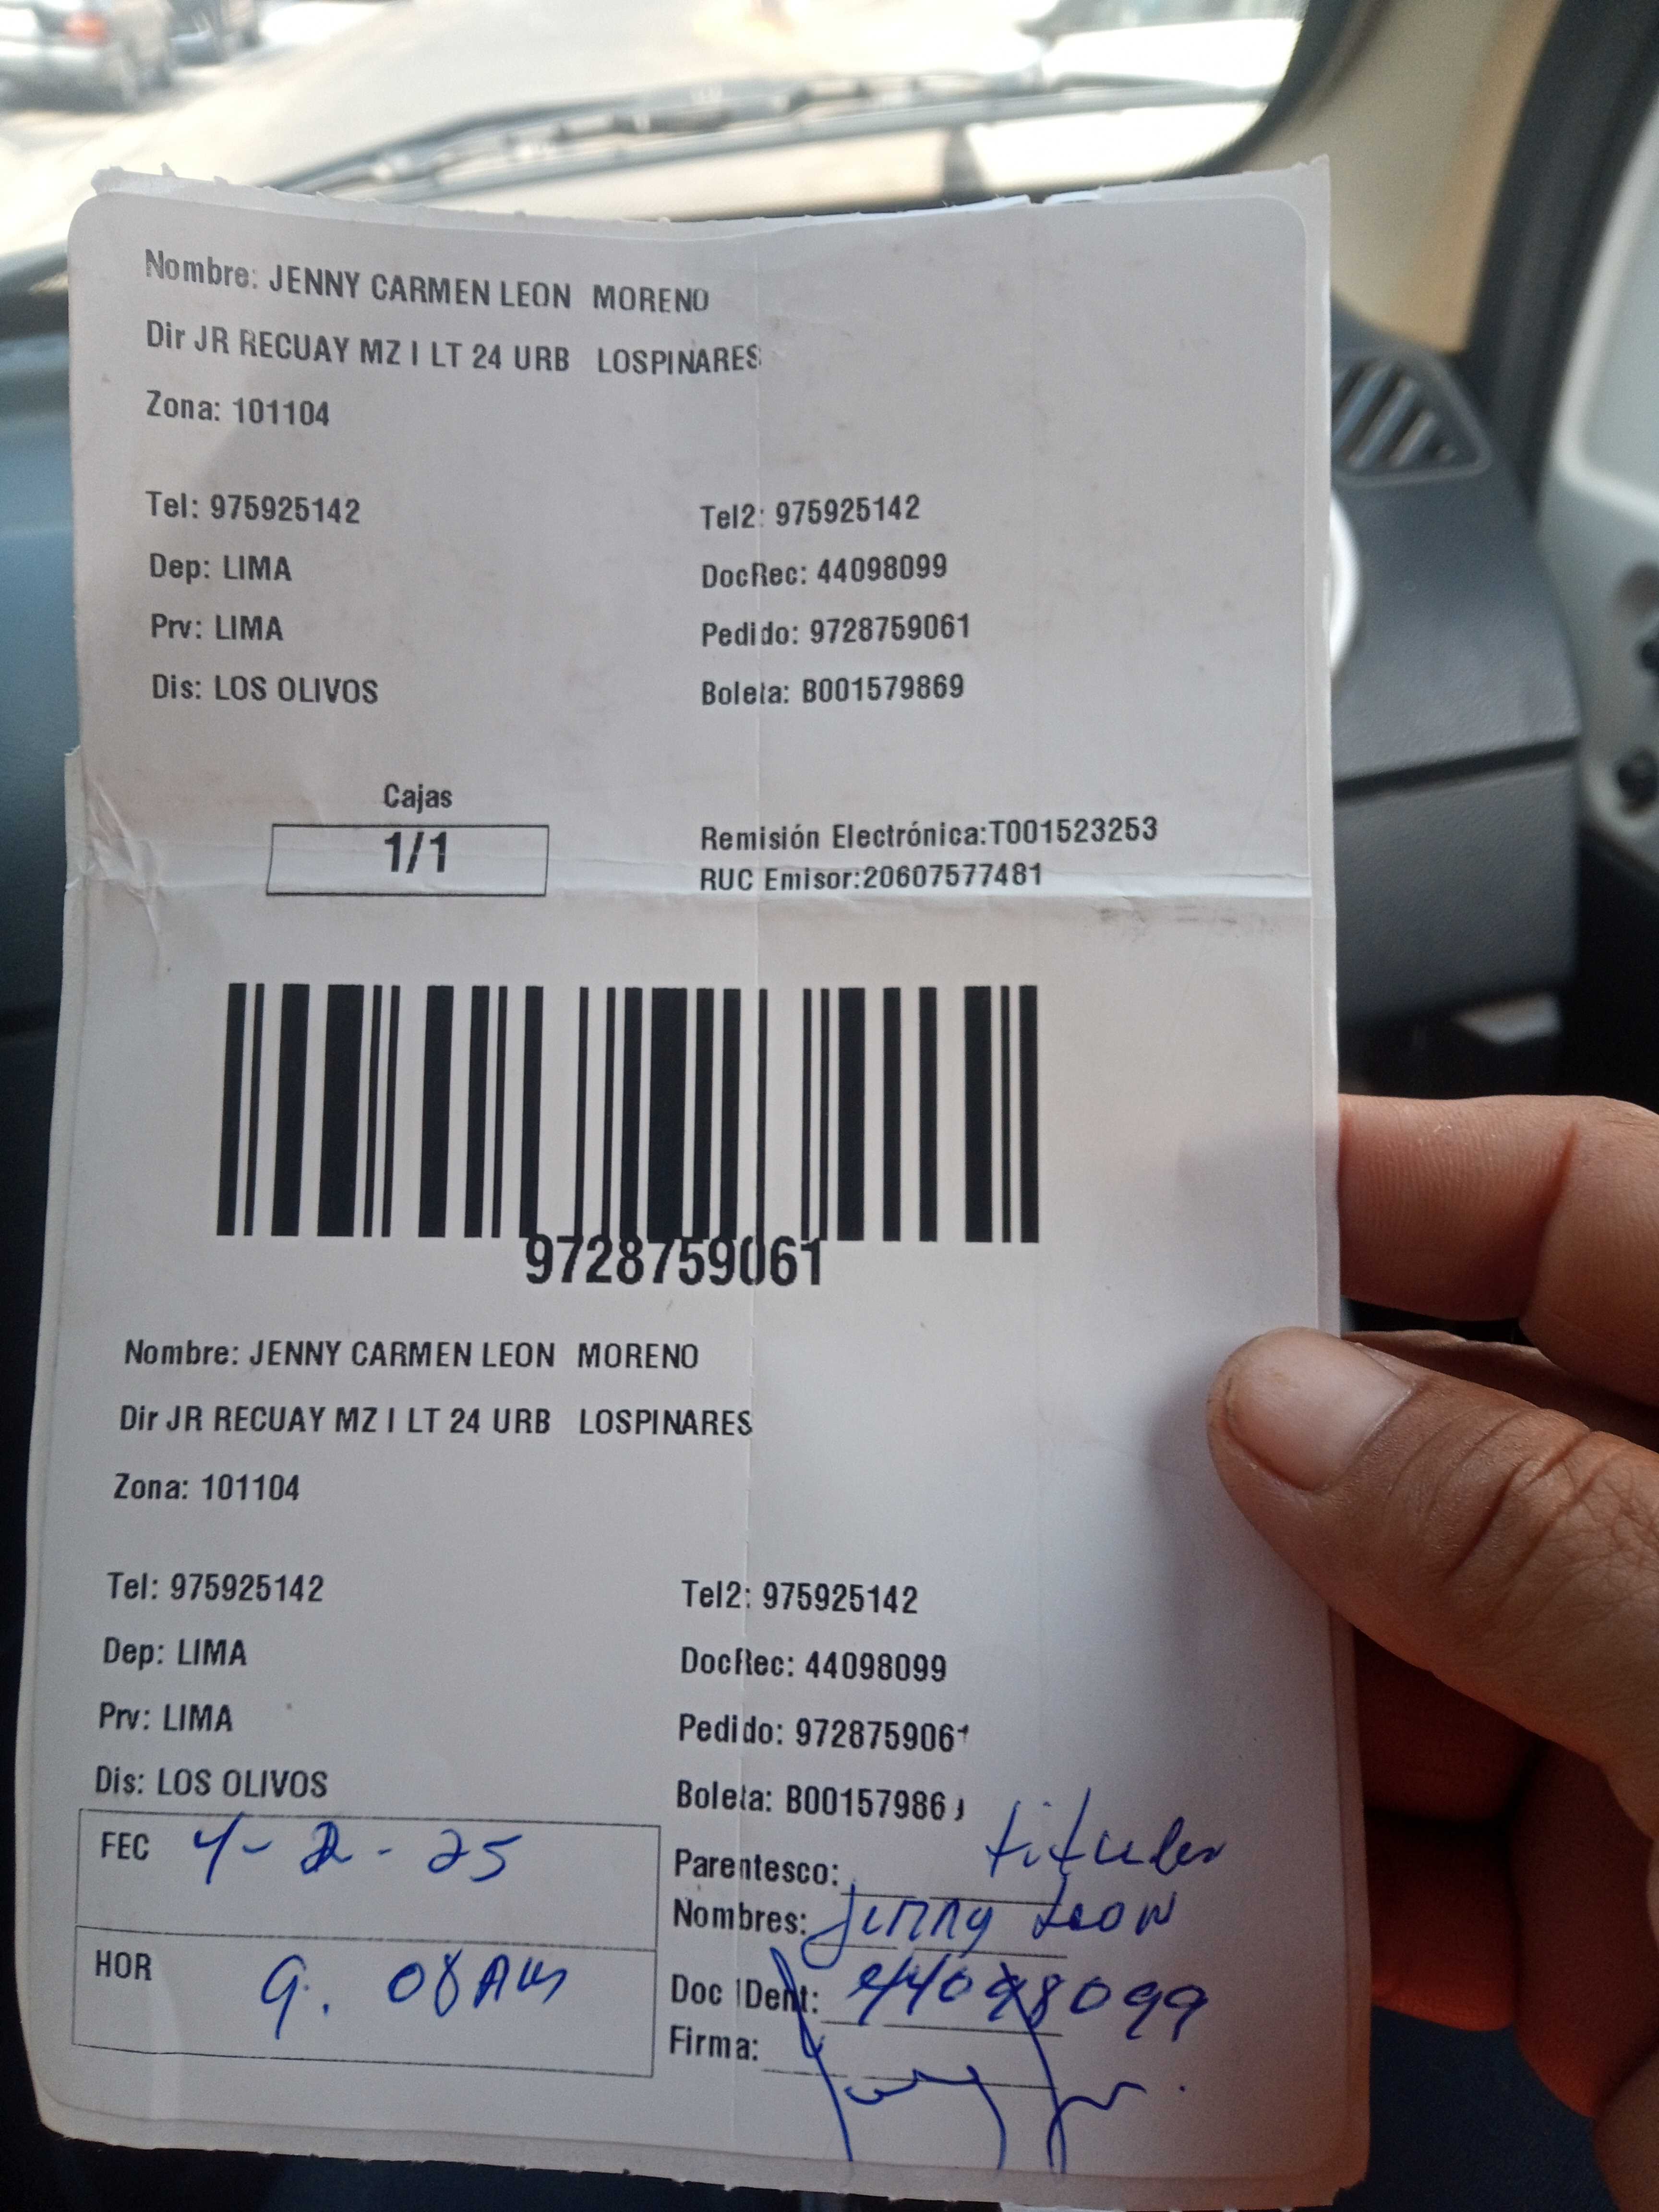 Nombre: JENNY CARMEN LEON MORENO
Dir JR RECUAY MZ I LT 24 URB LOSPINARES
Zona: 101104
Tel: 975925142 Tel2: 975925142
Dep: LIMA DocRec: 44098099
Prv: LIMA Pedido: 9728759061
Dis: LOS OLIVOS Boleta: B001579869
Cajas
1/1
Remisión Electrónica:T001523253
RUC Emisor:20607577481
9728759061
Nombre: JENNY CARMEN LEON MORENO
Dir JR RECUAY MZ I LT 24 URB LOSPINARES
Zona: 101104
Tel: 975925142 Tel2: 975925142
Dep: LIMA DocRec: 44098099
Prv: LIMA Pedido: 9728759061
Dis: LOS OLIVOS Boleta: B001579869
FEC 4-2-25
Parentesco: titular
Nombres: Jenny Leon
HOR 9.08AM
Doc IDent: 44098099
Firma: